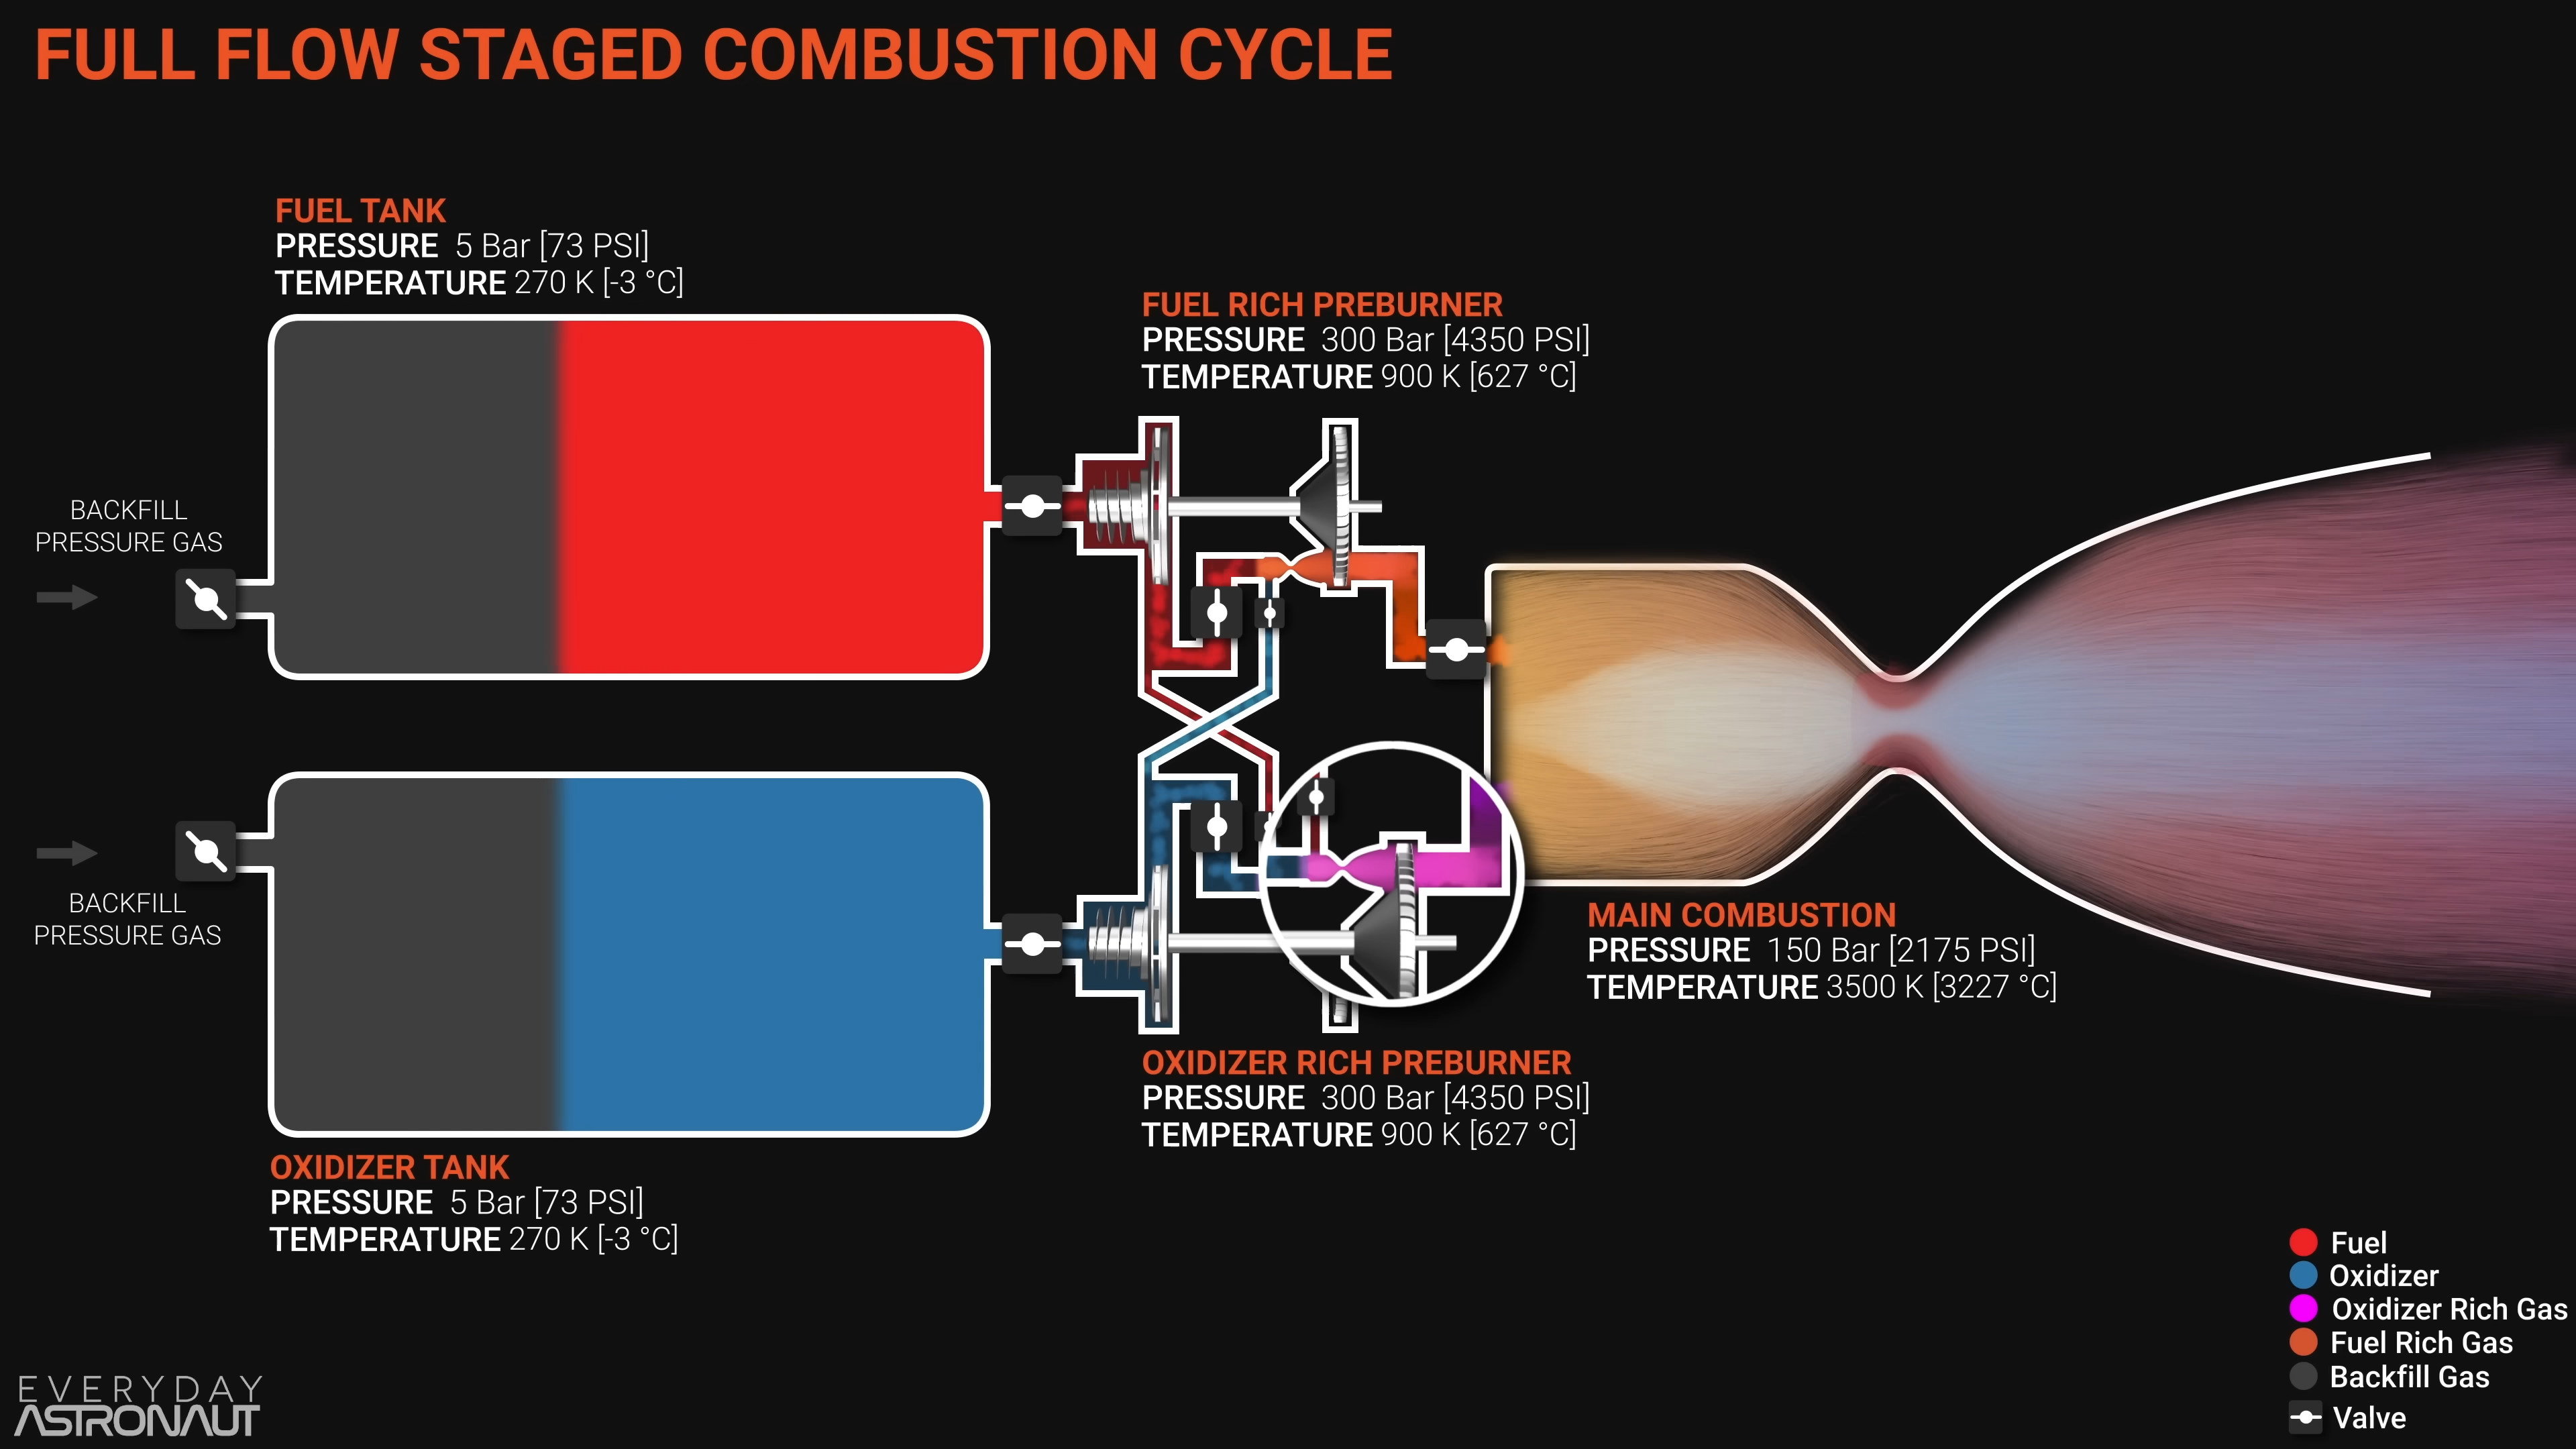 FULL FLOW STAGED COMBUSTION CYCLE
FUEL TANK
PRESSURE 5 Bar [73 PSI]
TEMPERATURE 270 K [-3 °C]
FUEL RICH PREBURNER
PRESSURE 300 Bar [4350 PSI]
TEMPERATURE 900 K [627 °C]
BACKFILL
PRESSURE GAS
BACKFILL
PRESSURE GAS
MAIN COMBUSTION
PRESSURE 150 Bar [2175 PSI]
TEMPERATURE 3500 K [3227 °C]
OXIDIZER RICH PREBURNER
PRESSURE 300 Bar [4350 PSI]
TEMPERATURE 900 K [627 °C]
OXIDIZER TANK
PRESSURE 5 Bar [73 PSI]
TEMPERATURE 270 K [-3 °C]
Fuel
Oxidizer
Oxidizer Rich Gas
Fuel Rich Gas
Backfill Gas
Valve
EVERYDAY
ASTRONAUT